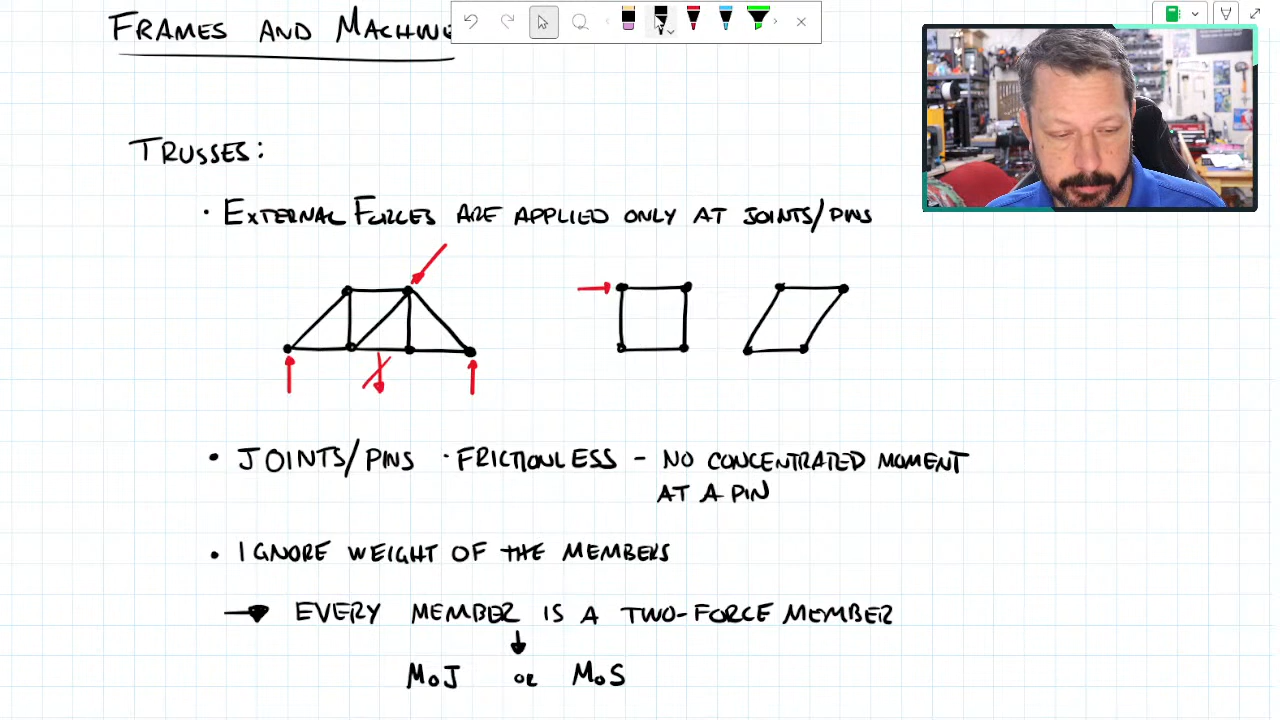 FRAMES AND MACHINE
TRUSSES:
· EXTERNAL FORCES ARE APPLIED ONLY AT JOINTS/PINS
· JOINTS/PINS · FRICTIONLESS - NO CONCENTRATED MOMENT
AT A PIN
· IGNORE WEIGHT OF THE MEMBERS
→ EVERY MEMBER IS A TWO-FORCE MEMBER
↓
MoJ or MoS